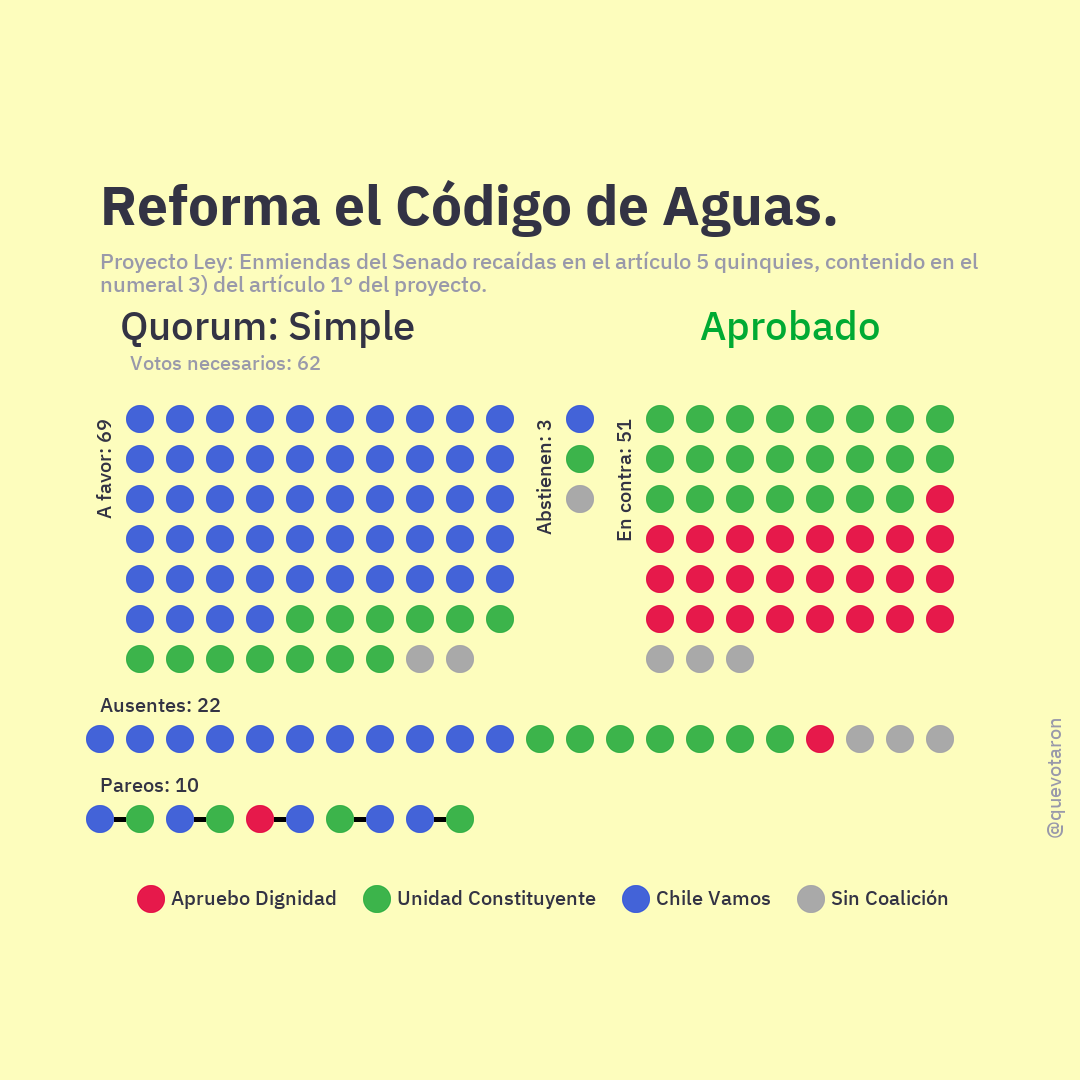 Reforma el Código de Aguas.
Proyecto Ley: Enmiendas del Senado recaídas en el artículo 5 quinquies, contenido en el
numeral 3) del artículo 1° del proyecto.
Quorum: Simple
Aprobado
Votos necesarios: 62
A favor: 69
Abstienen: 3
En contra: 51
Ausentes: 22
Pareos: 10
@quevotaron
Apruebo Dignidad
Unidad Constituyente
Chile Vamos
Sin Coalición